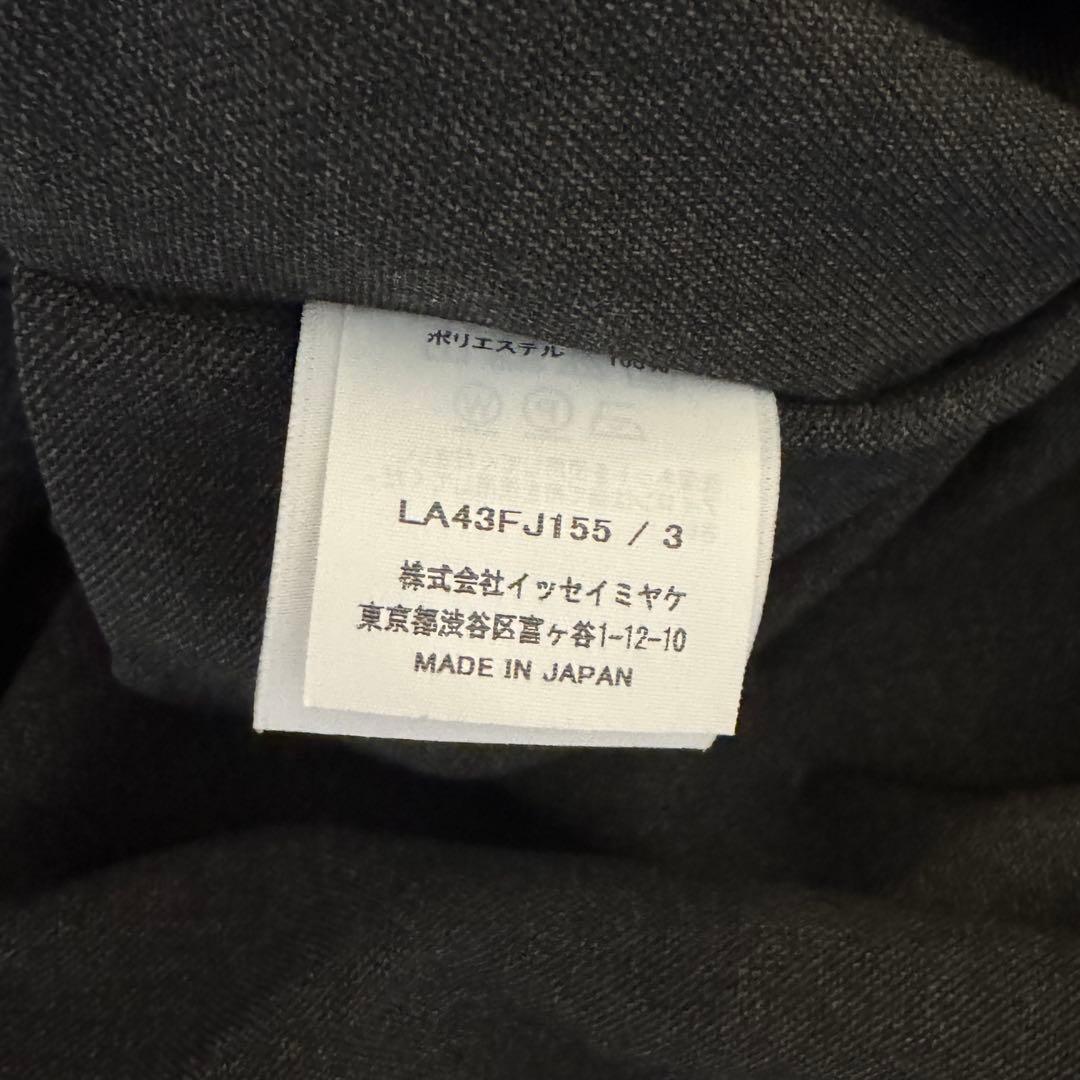 ポリエステル 100%
LA43FJ155 / 3
株式会社イッセイミヤケ
東京都渋谷区富ヶ谷1-12-10
MADE IN JAPAN